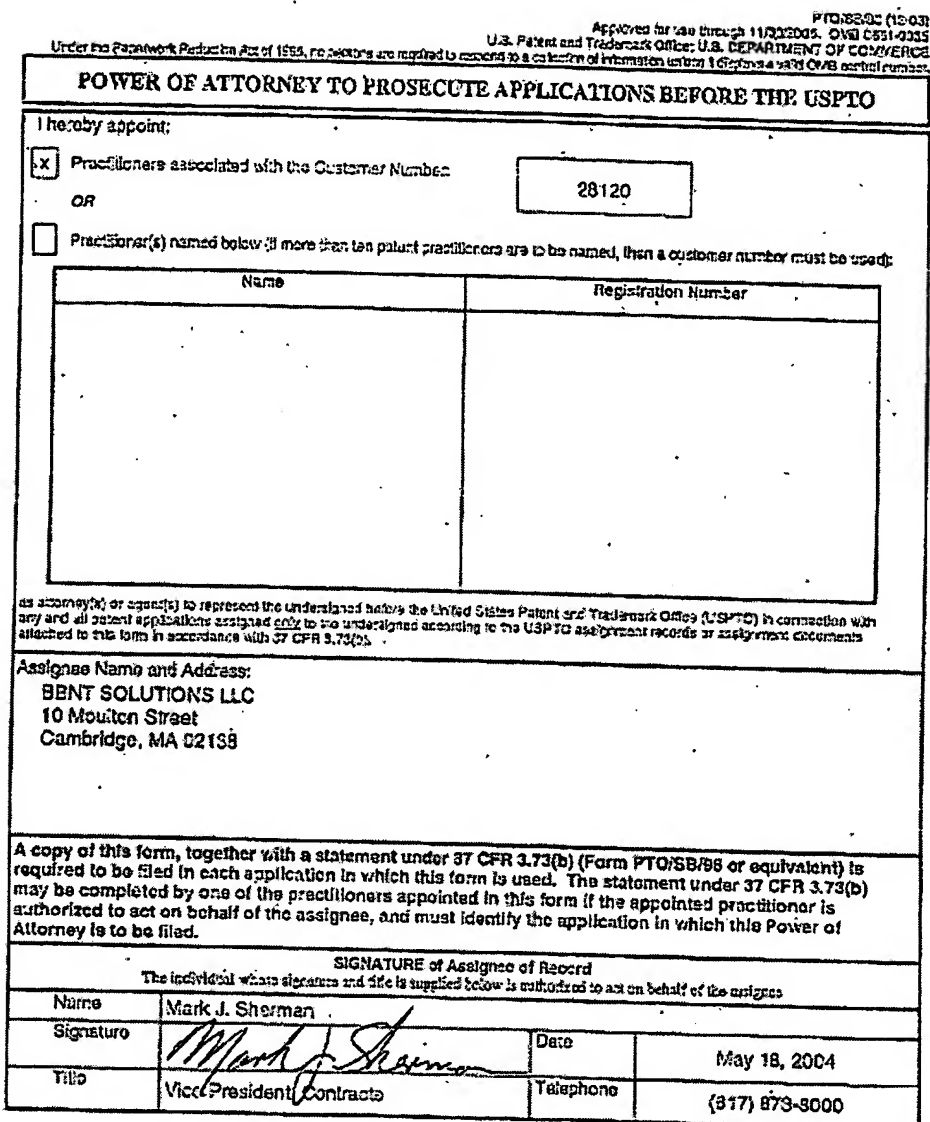 PTO/SB/80 (12-03)
Approved for use through 11/30/2005. OMB 0651-0035
U.S. Patent and Trademark Office; U.S. DEPARTMENT OF COMMERCE
Under the Paperwork Reduction Act of 1995, no persons are required to respond to a collection of information unless it displays a valid OMB control number.
POWER OF ATTORNEY TO PROSECUTE APPLICATIONS BEFORE THE USPTO
I hereby appoint:
x Practitioners associated with the Customer Number: 28120
OR
Practitioner(s) named below (if more than ten patent practitioners are to be named, then a customer number must be used):
Name Registration Number
as attorney(s) or agent(s) to represent the undersigned before the United States Patent and Trademark Office (USPTO) in connection with
any and all patent applications assigned only to the undersigned according to the USPTO assignment records or assignment documents
attached to this form in accordance with 37 CFR 3.73(b).
Assignee Name and Address:
BBNT SOLUTIONS LLC
10 Moulton Street
Cambridge, MA 02138
A copy of this form, together with a statement under 37 CFR 3.73(b) (Form PTO/SB/96 or equivalent) is
required to be filed in each application in which this form is used. The statement under 37 CFR 3.73(b)
may be completed by one of the practitioners appointed in this form if the appointed practitioner is
authorized to act on behalf of the assignee, and must identify the application in which this Power of
Attorney is to be filed.
SIGNATURE of Assignee of Record
The individual whose signature and title is supplied below is authorized to act on behalf of the assignee
Name Mark J. Sherman
Signature Mark J Sherman Date May 18, 2004
Title Vice President, Contracts Telephone (617) 873-8000